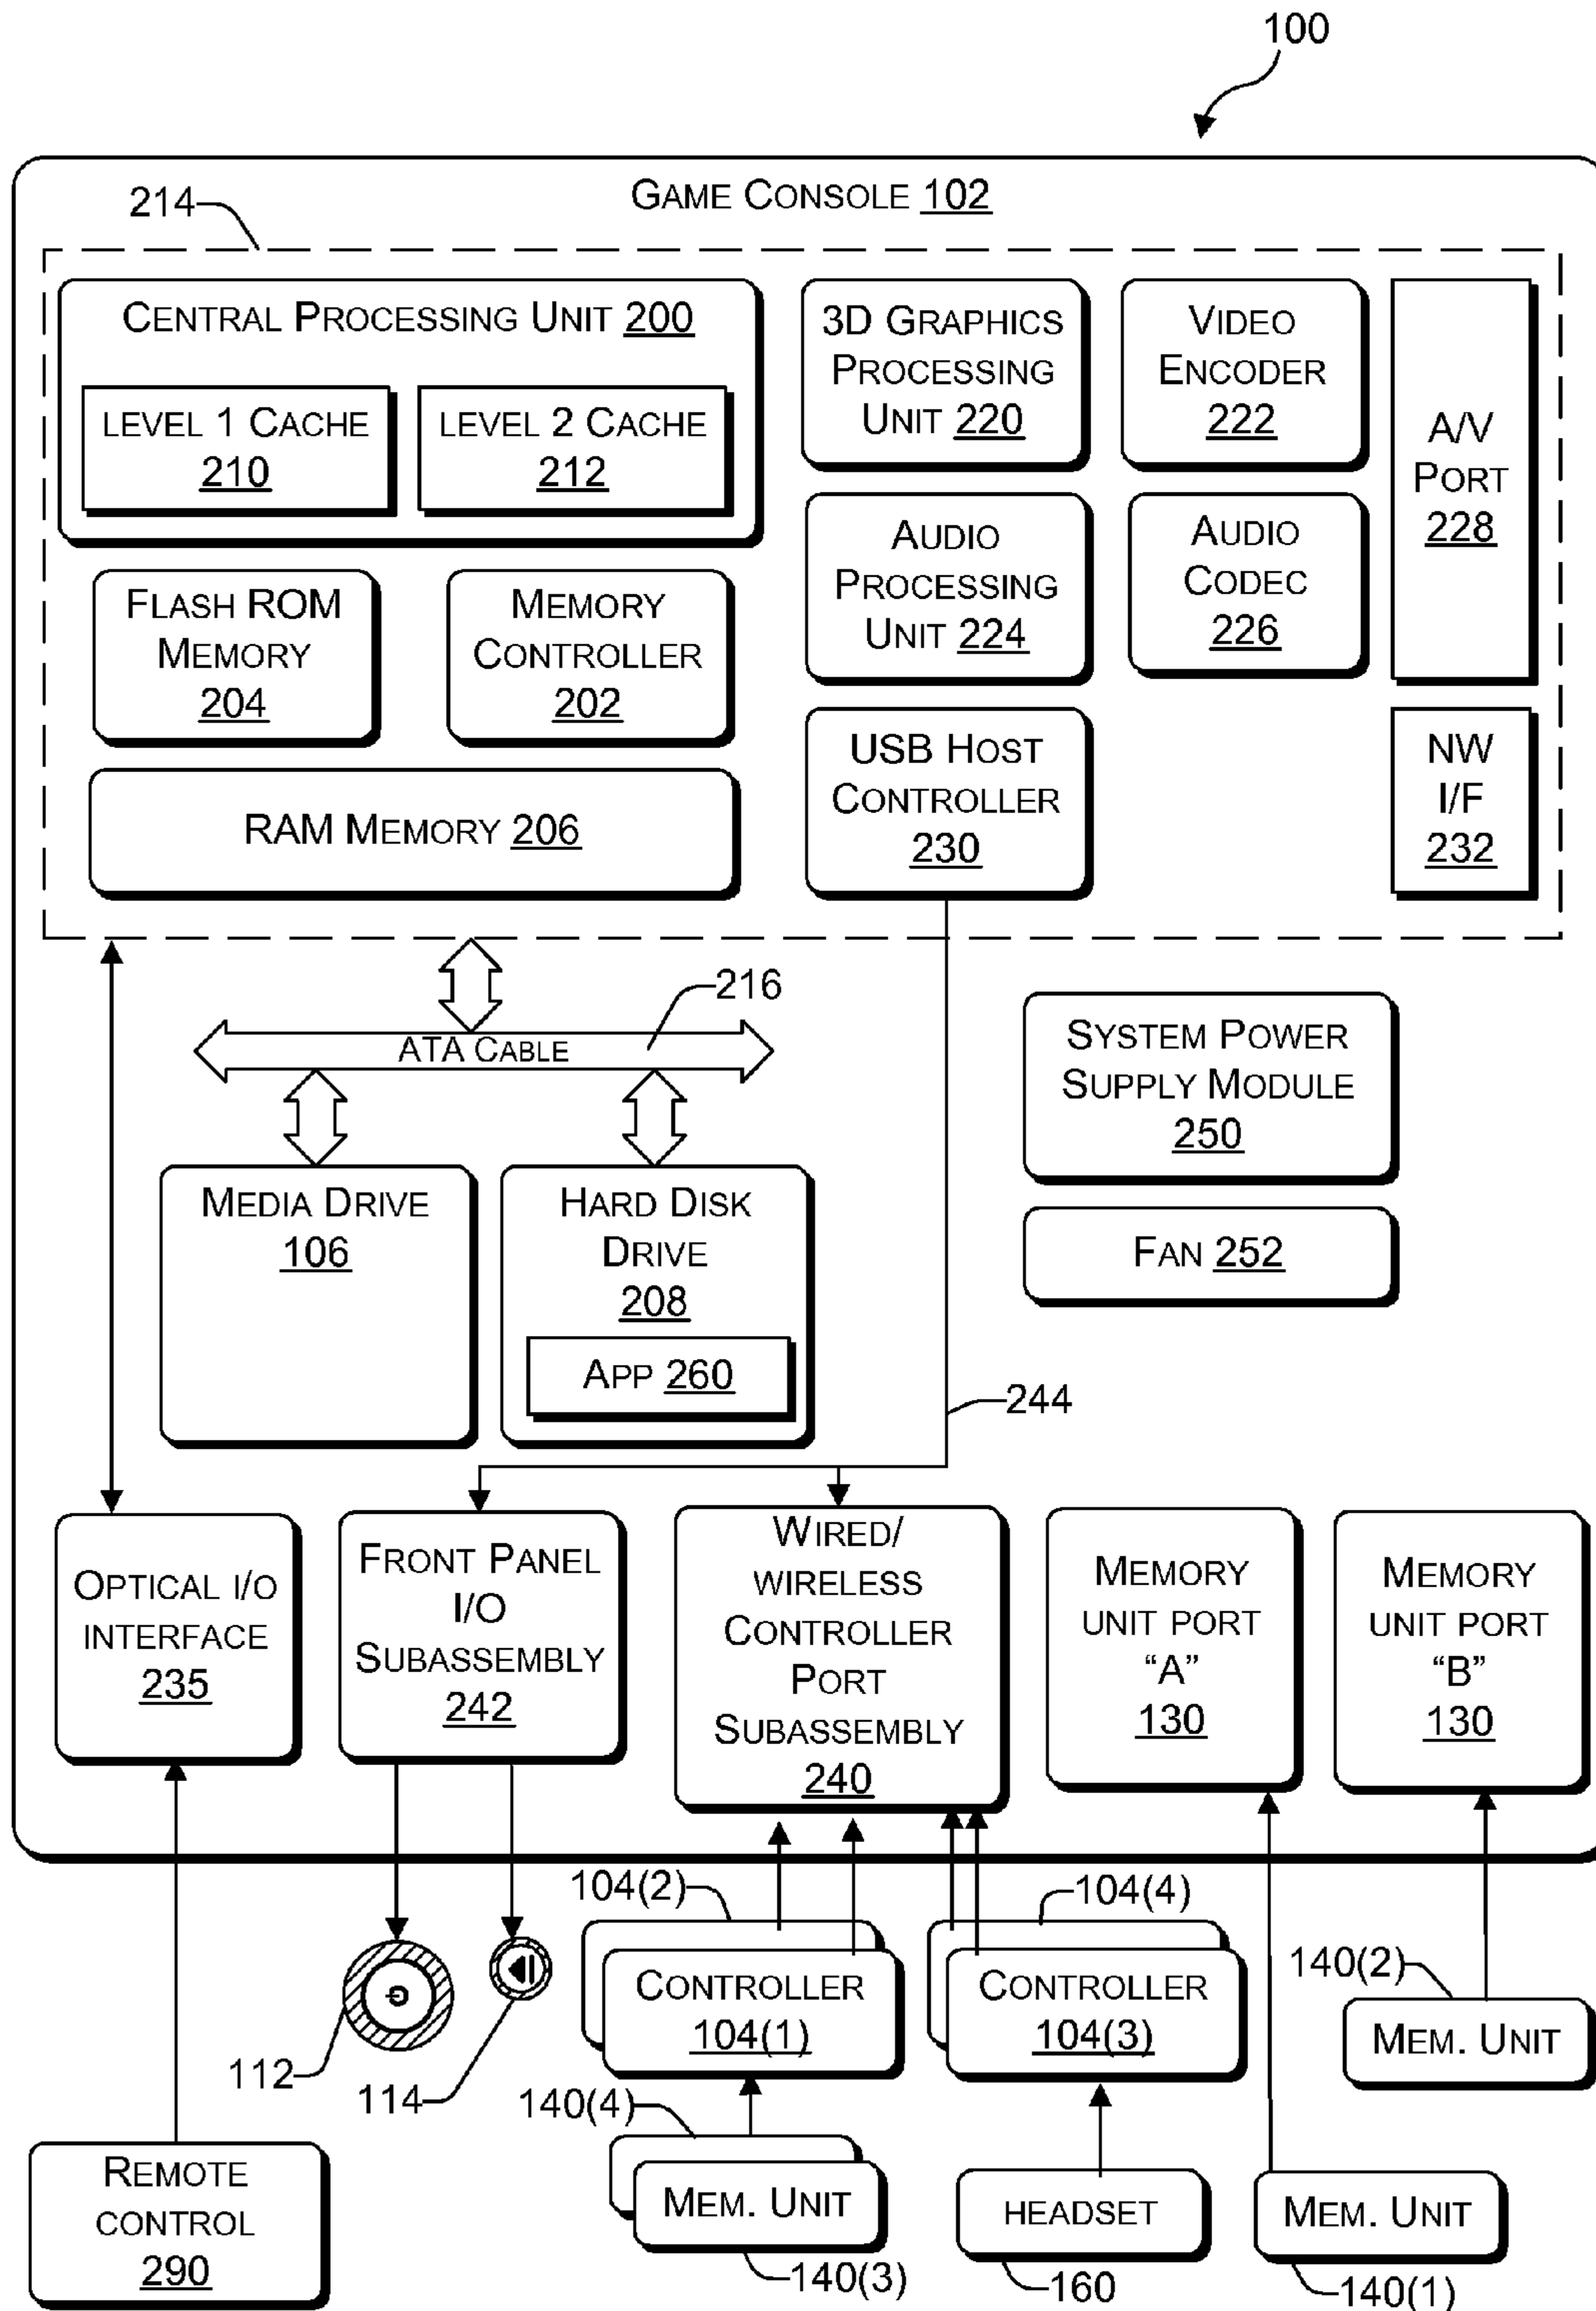 100
GAME CONSOLE 102
214
CENTRAL PROCESSING UNIT 200
LEVEL 1 CACHE
210
LEVEL 2 CACHE
212
3D GRAPHICS
PROCESSING
UNIT 220
VIDEO
ENCODER
222
A/V
PORT
228
AUDIO
PROCESSING
UNIT 224
AUDIO
CODEC
226
FLASH ROM
MEMORY
204
MEMORY
CONTROLLER
202
USB HOST
CONTROLLER
230
NW
I/F
232
RAM MEMORY 206
216
ATA CABLE
SYSTEM POWER
SUPPLY MODULE
250
MEDIA DRIVE
106
HARD DISK
DRIVE
208
APP 260
FAN 252
244
OPTICAL I/O
INTERFACE
235
FRONT PANEL
I/O
SUBASSEMBLY
242
WIRED/
WIRELESS
CONTROLLER
PORT
SUBASSEMBLY
240
MEMORY
UNIT PORT
“A”
130
MEMORY
UNIT PORT
“B”
130
104(2)
104(4)
CONTROLLER
104(1)
CONTROLLER
104(3)
140(2)
MEM. UNIT
112
114
140(4)
REMOTE
CONTROL
290
MEM. UNIT
140(3)
HEADSET
160
MEM. UNIT
140(1)